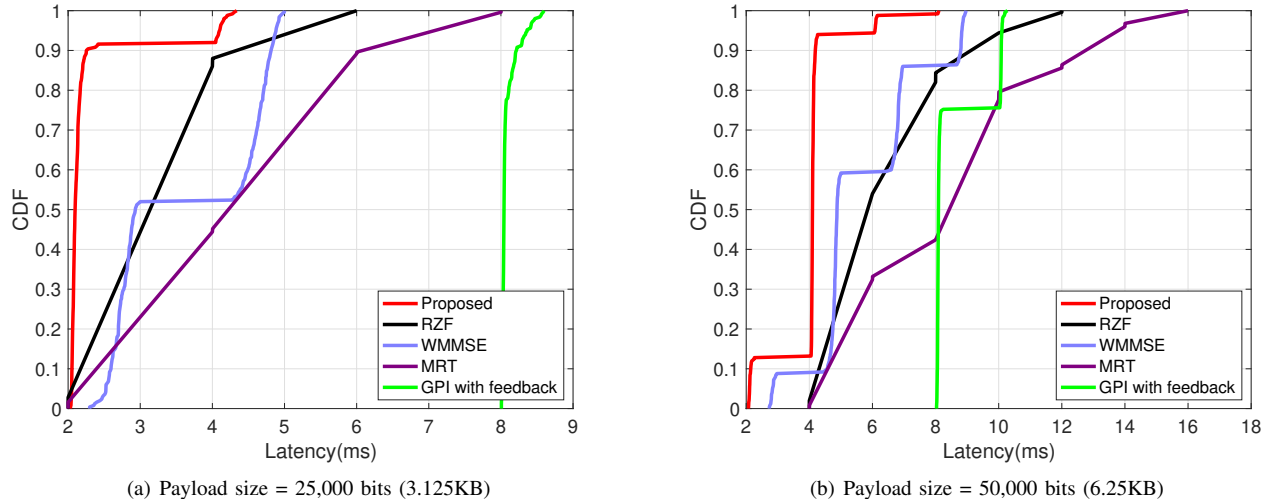 1
0.9
0.8
0.7
0.6
0.5
0.4
0.3
0.2
0.1
0
CDF
2 3 4 5 6 7 8 9
Latency(ms)
Proposed
RZF
WMMSE
MRT
GPI with feedback
(a) Payload size = 25,000 bits (3.125KB)
1
0.9
0.8
0.7
0.6
0.5
0.4
0.3
0.2
0.1
0
CDF
2 4 6 8 10 12 14 16 18
Latency(ms)
Proposed
RZF
WMMSE
MRT
GPI with feedback
(b) Payload size = 50,000 bits (6.25KB)